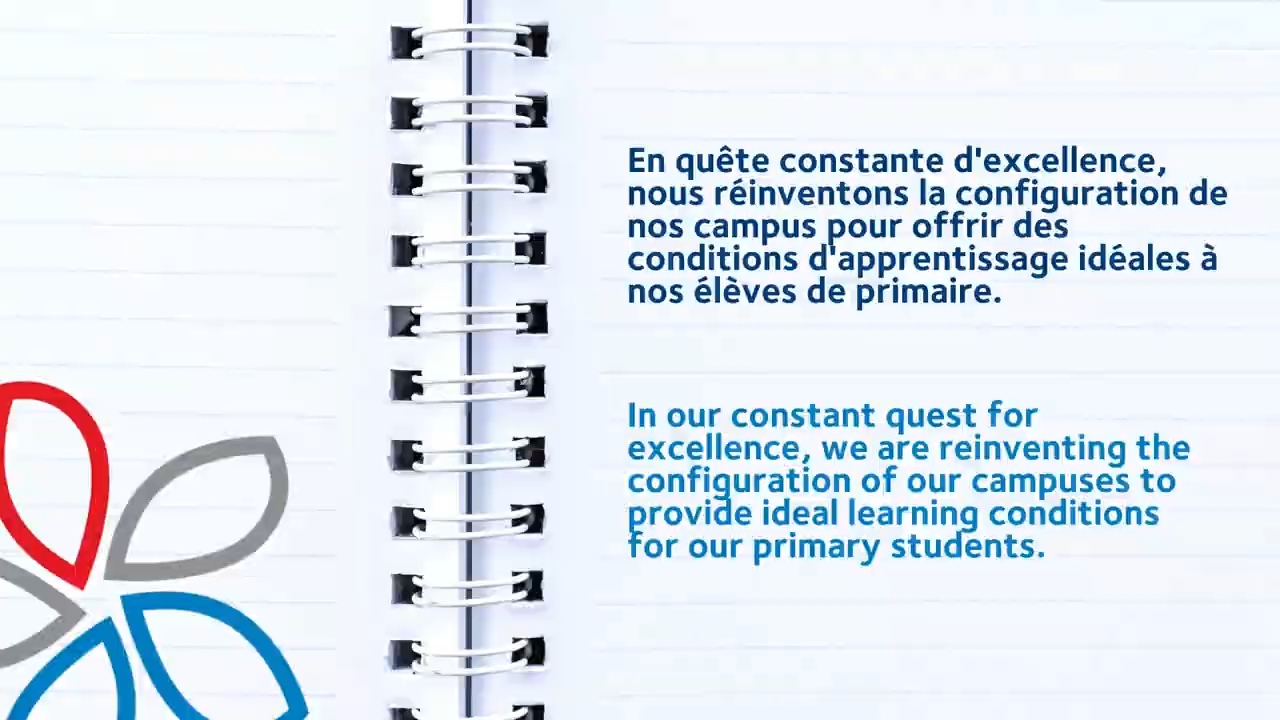 En quête constante d'excellence,
nous réinventons la configuration de
nos campus pour offrir des
conditions d'apprentissage idéales à
nos élèves de primaire.
In our constant quest for
excellence, we are reinventing the
configuration of our campuses to
provide ideal learning conditions
for our primary students.